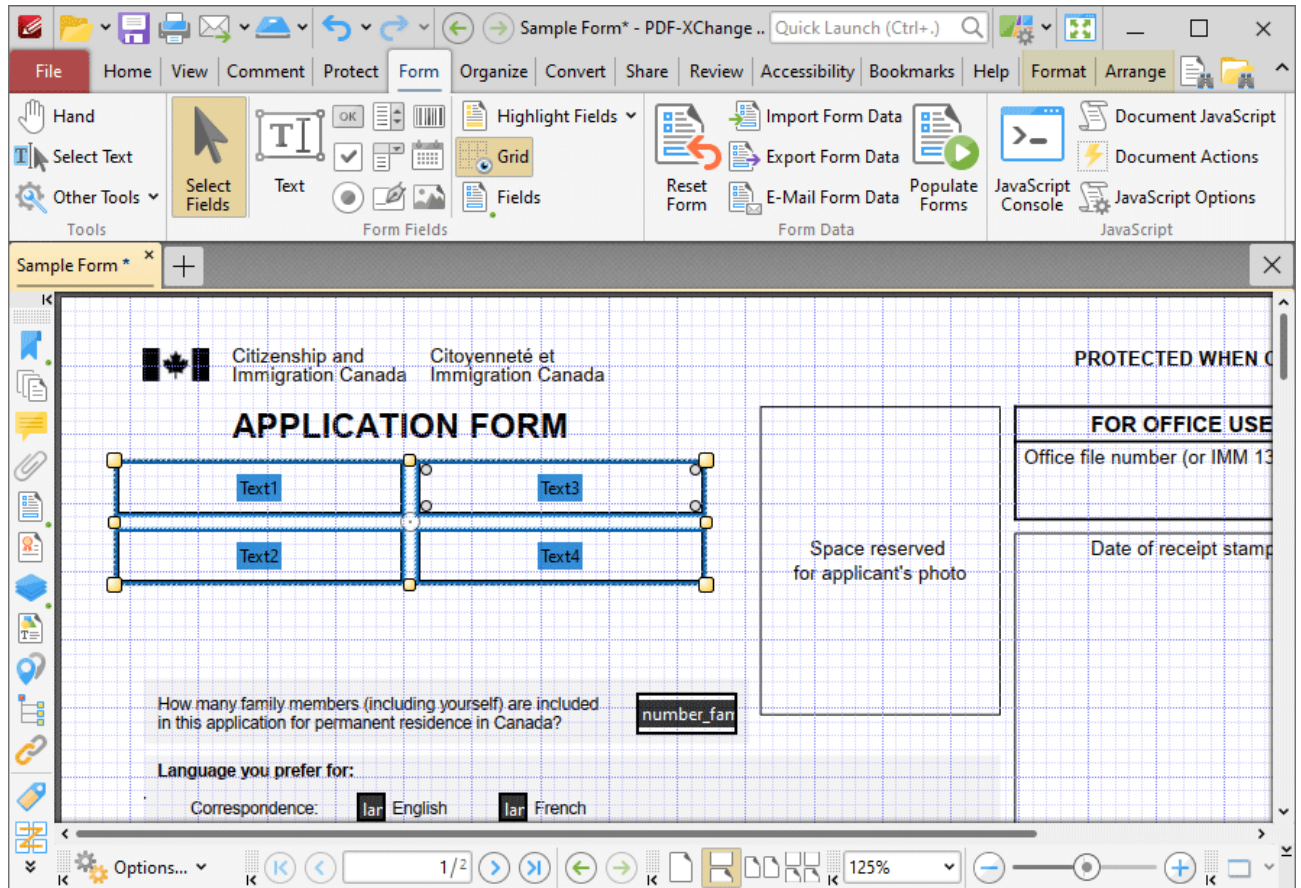 Sample Form* - PDF-XChange .. Quick Launch (Ctrl+.)
File Home View Comment Protect Form Organize Convert Share Review Accessibility Bookmarks Help Format Arrange
Hand
Select Text
Other Tools
Tools
Select Fields
Text
OK
Highlight Fields
Grid
Fields
Form Fields
Reset Form
Import Form Data
Export Form Data
E-Mail Form Data
Populate Forms
Form Data
JavaScript Console
Document JavaScript
Document Actions
JavaScript Options
JavaScript
Sample Form *
Citizenship and Citoyenneté et
Immigration Canada Immigration Canada
PROTECTED WHEN C
APPLICATION FORM
FOR OFFICE USE
Office file number (or IMM 13
Text1 Text3
Text2 Text4
Space reserved
for applicant's photo
Date of receipt stamp
How many family members (including yourself) are included
in this application for permanent residence in Canada?
number_fam
Language you prefer for:
Correspondence: lar English lar French
Options... 1/2 125%